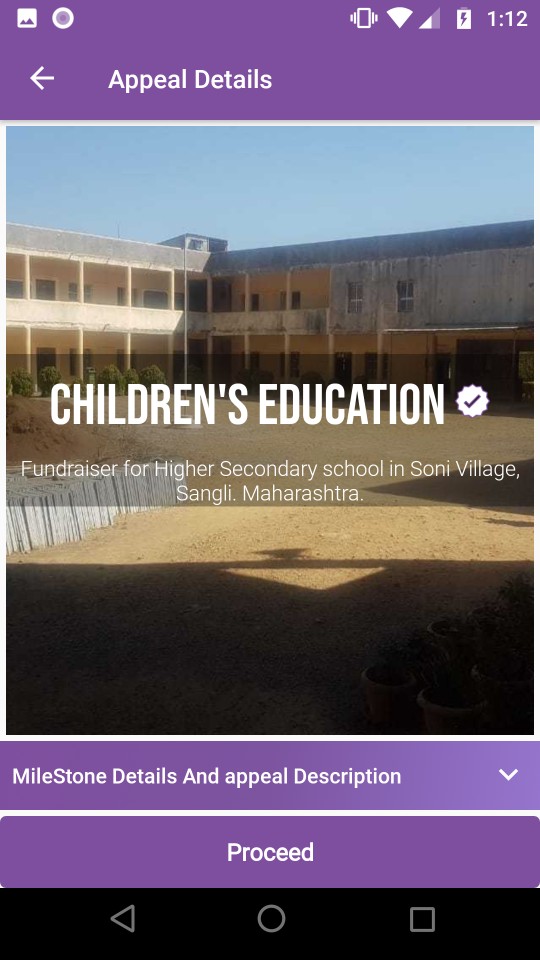 1:12
Appeal Details
CHILDREN'S EDUCATION
Fundraiser for Higher Secondary school in Soni Village,
Sangli. Maharashtra.
MileStone Details And appeal Description
Proceed